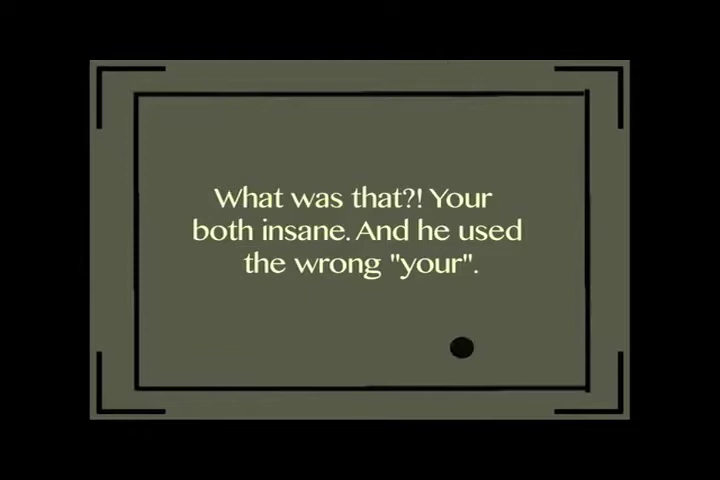 What was that?! Your
both insane. And he used
the wrong "your".